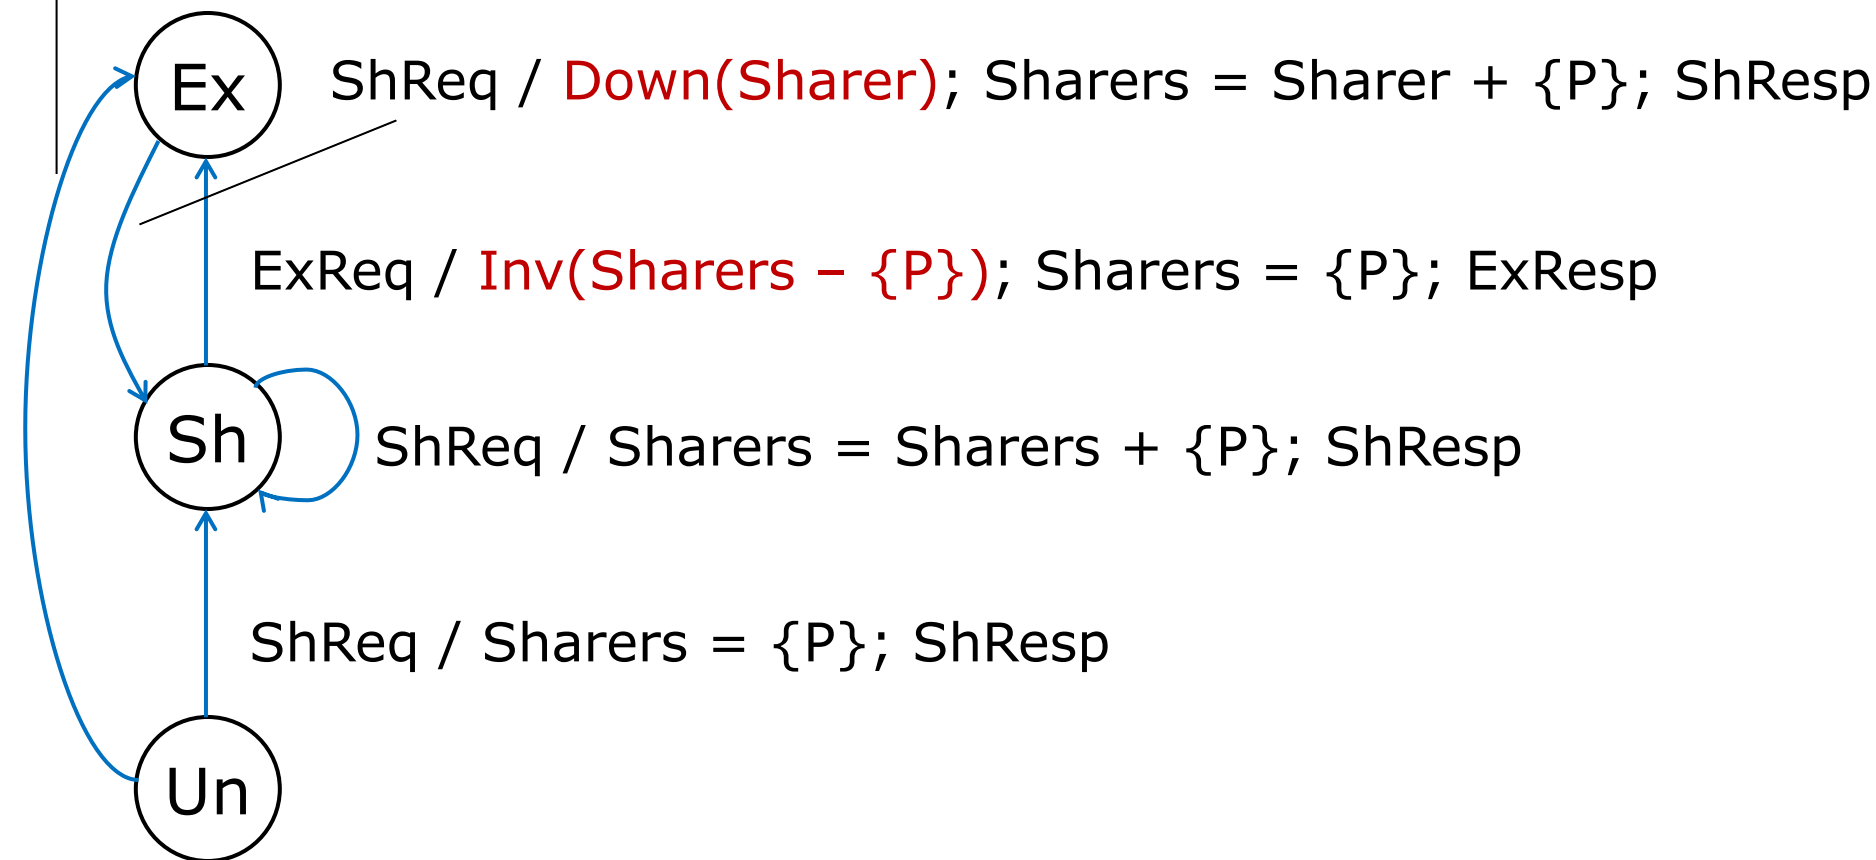 Ex
ShReq / Down(Sharer); Sharers = Sharer + {P}; ShResp
ExReq / Inv(Sharers – {P}); Sharers = {P}; ExResp
Sh
ShReq / Sharers = Sharers + {P}; ShResp
ShReq / Sharers = {P}; ShResp
Un